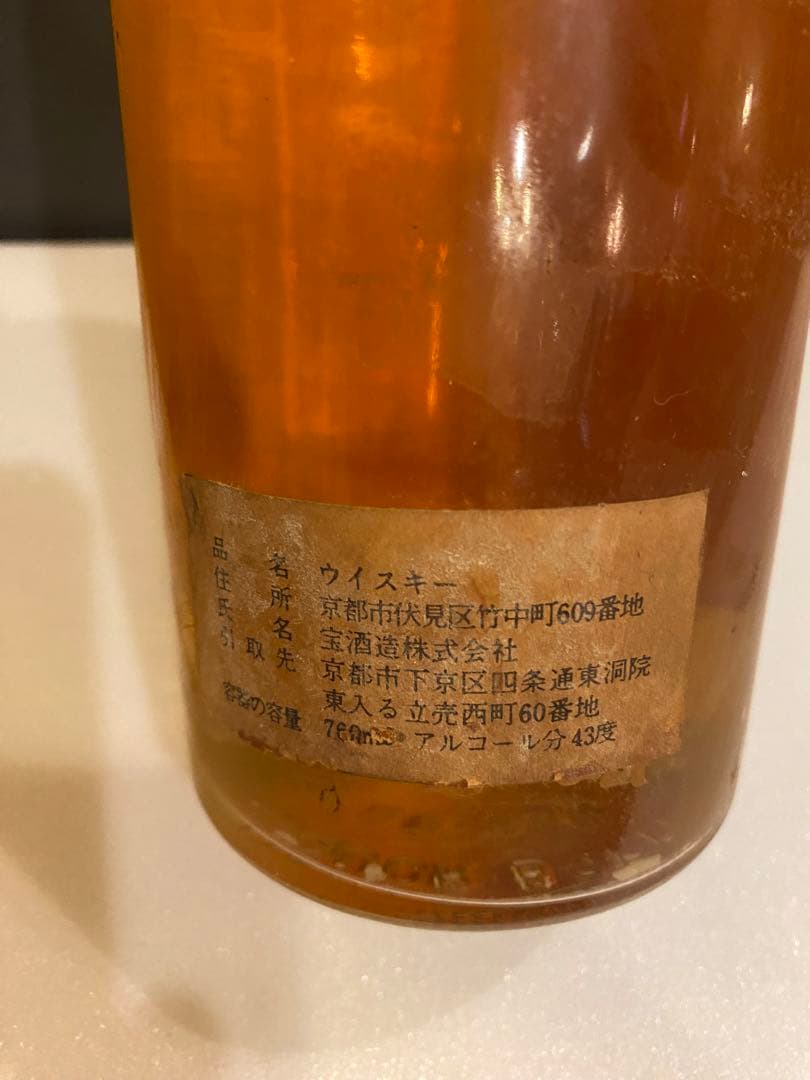 品名 ウイスキー
住所 京都市伏見区竹中町609番地
氏名 宝酒造株式会社
引取先 京都市下京区四条通東洞院
東入る立売西町60番地
容器の容量 760ml アルコール分43度